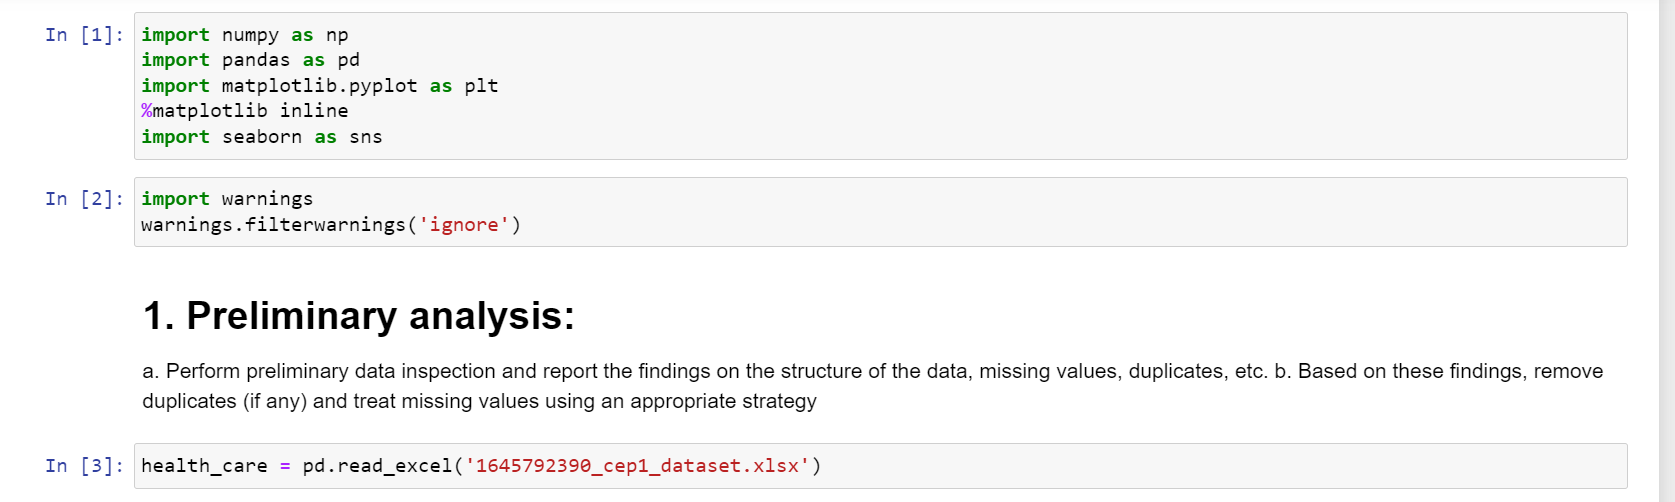 In [1]:
import numpy as np
import pandas as pd
import matplotlib.pyplot as plt
%matplotlib inline
import seaborn as sns
In [2]:
import warnings
warnings.filterwarnings('ignore')
1. Preliminary analysis:
a. Perform preliminary data inspection and report the findings on the structure of the data, missing values, duplicates, etc. b. Based on these findings, remove
duplicates (if any) and treat missing values using an appropriate strategy
In [3]:
health_care = pd.read_excel('1645792390_cep1_dataset.xlsx')